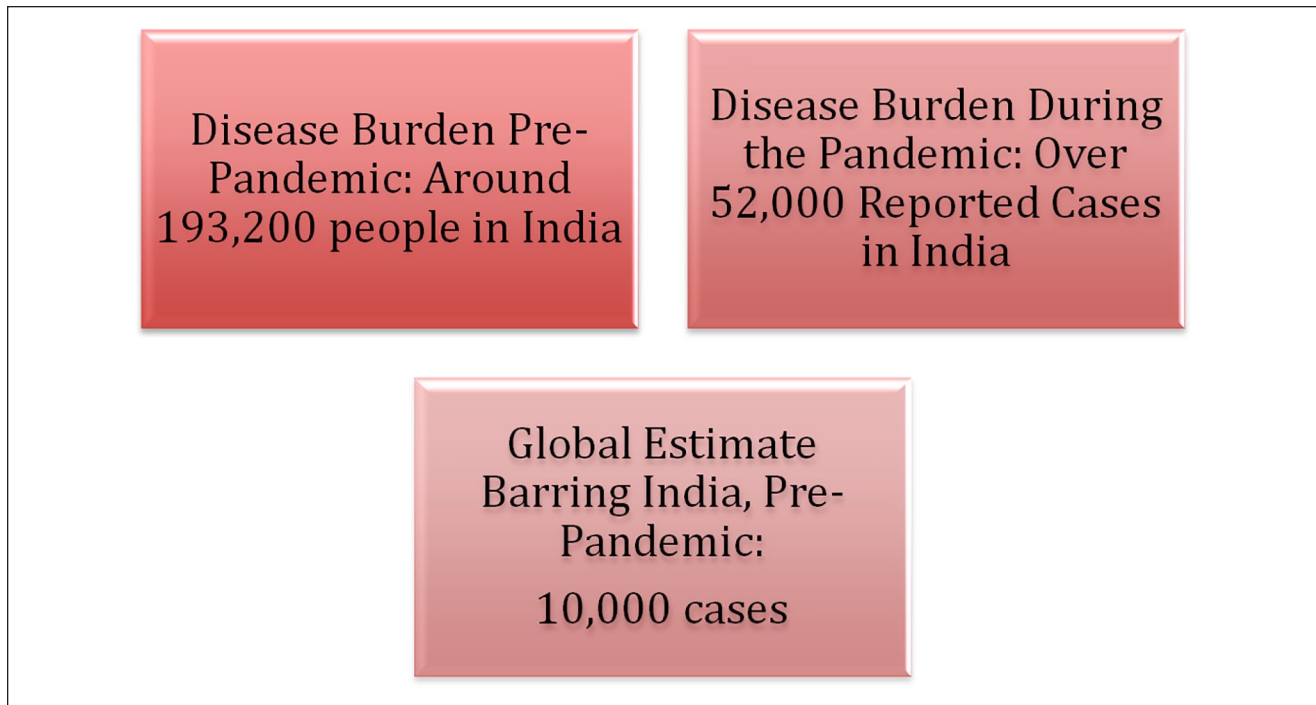 Disease Burden Pre-
Pandemic: Around
193,200 people in India
Disease Burden During
the Pandemic: Over
52,000 Reported Cases
in India
Global Estimate
Barring India, Pre-
Pandemic:
10,000 cases